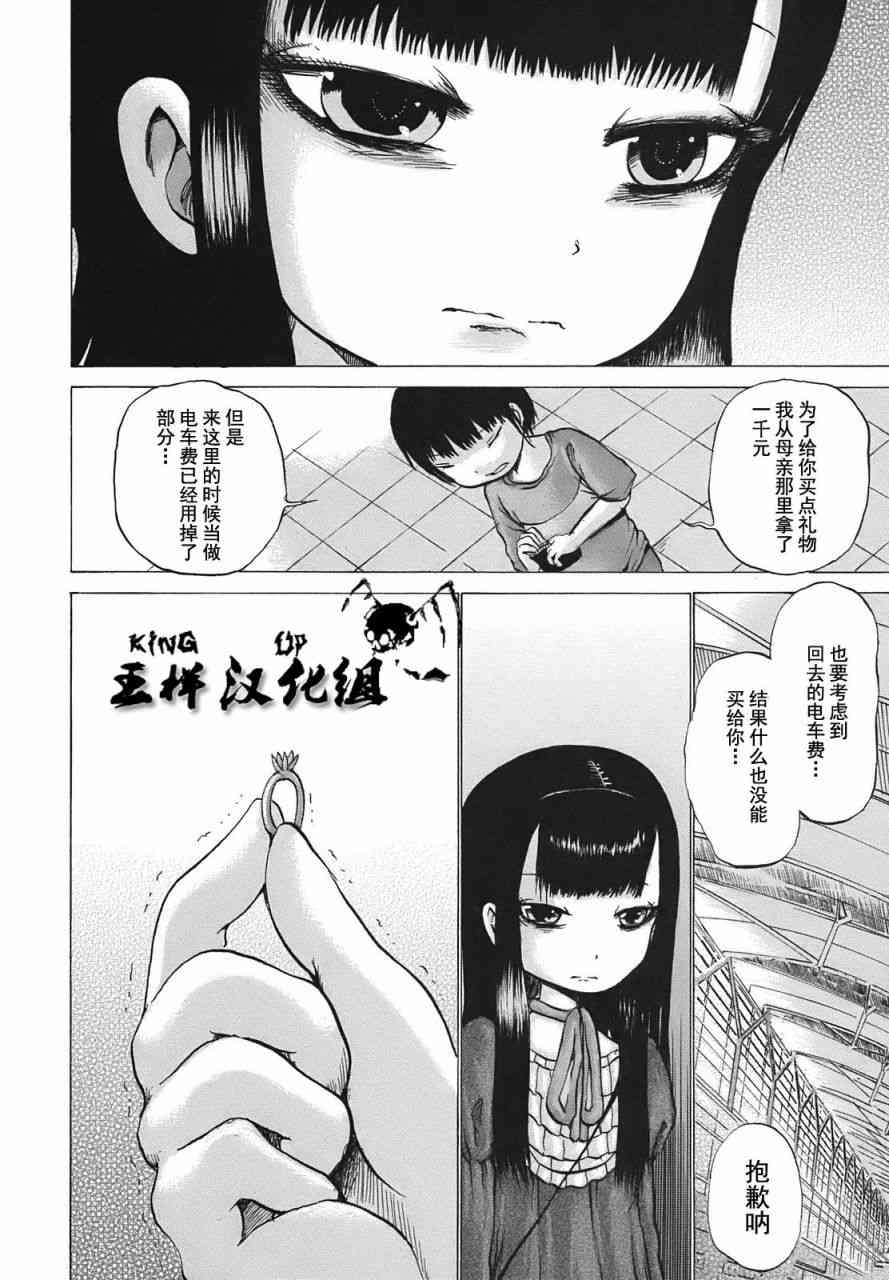 为了给你买点礼物
我从母亲那里拿了
一千元
但是
来这里的时候当做
电车费已经用掉了
部分…
也要考虑到
回去的电车费…
结果什么也没能
买给你…
抱歉呐
KING UP
王样汉化组